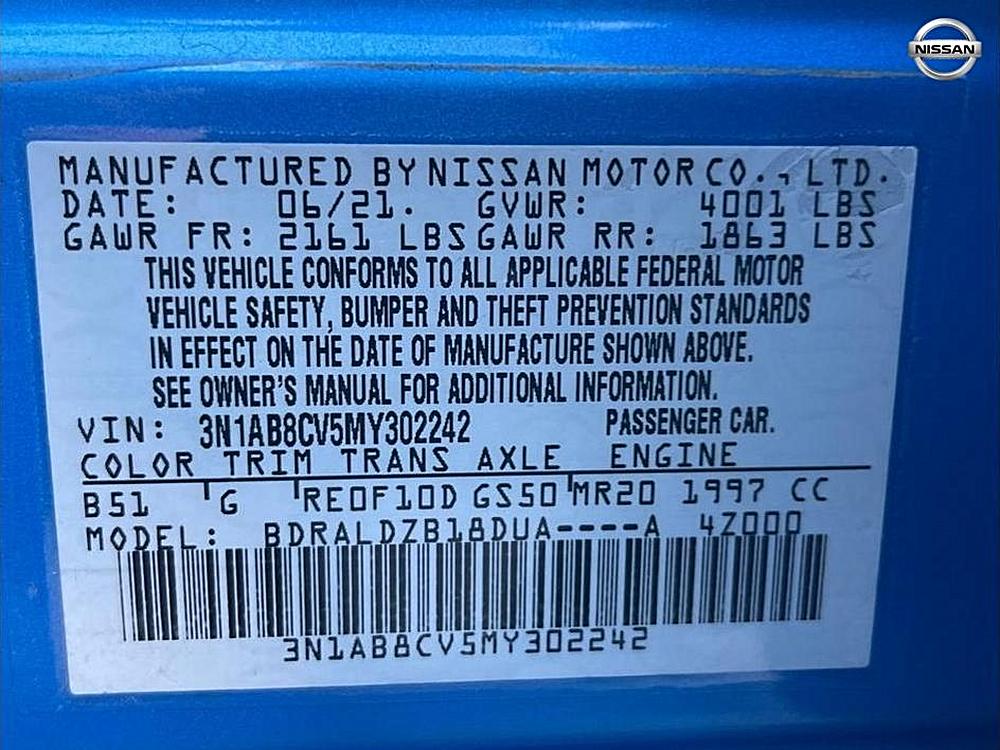 NISSAN
MANUFACTURED BY NISSAN MOTOR CO., LTD.
DATE: 06/21. GVWR: 4001 LBS
GAWR FR: 2161 LBS GAWR RR: 1863 LBS
THIS VEHICLE CONFORMS TO ALL APPLICABLE FEDERAL MOTOR
VEHICLE SAFETY, BUMPER AND THEFT PREVENTION STANDARDS
IN EFFECT ON THE DATE OF MANUFACTURE SHOWN ABOVE.
SEE OWNER'S MANUAL FOR ADDITIONAL INFORMATION.
VIN: 3N1AB8CV5MY302242 PASSENGER CAR.
COLOR TRIM TRANS AXLE ENGINE
B51 G RE0F10D GS50 MR20 1997 CC
MODEL: BDRALDZB18DUA----A 4Z000
3N1AB8CV5MY302242